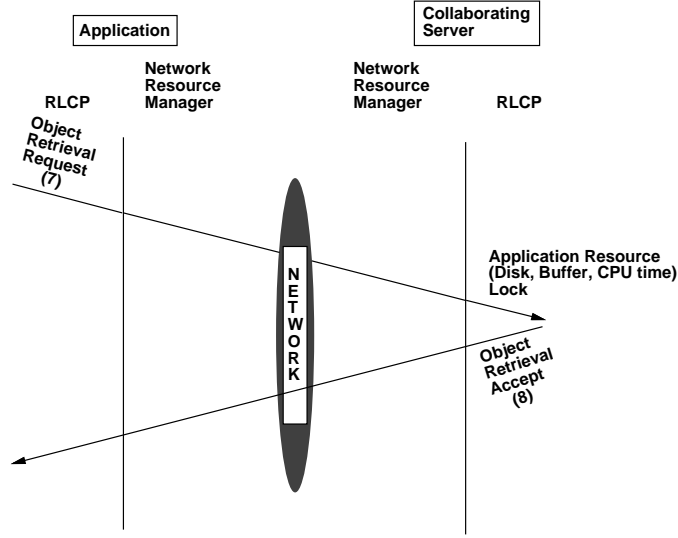 Application
Collaborating
Server
Network
Resource
Manager
RLCP
Network
Resource
Manager
RLCP
Object
Retrieval
Request
(7)
NETWORK
Application Resource
(Disk, Buffer, CPU time)
Lock
Object
Retrieval
Accept
(8)